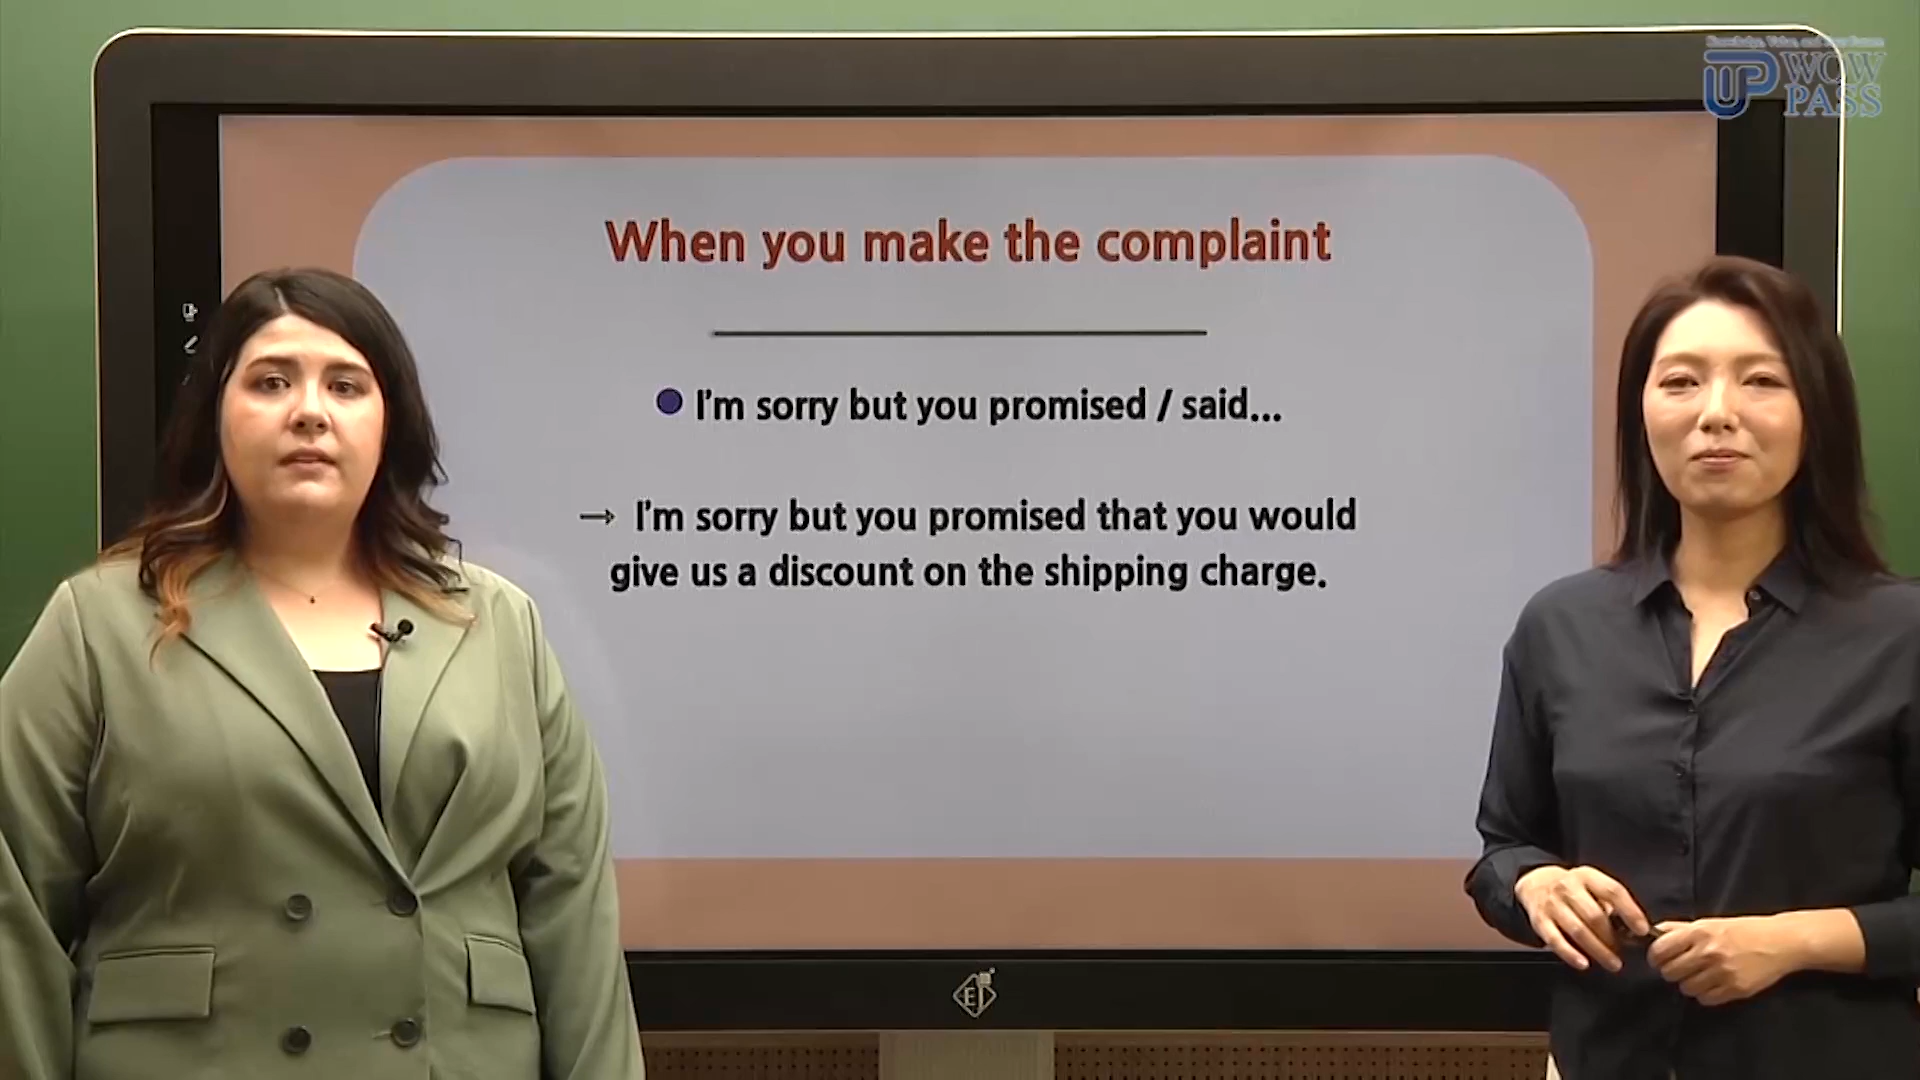 UP WOW
PASS
When you make the complaint
I'm sorry but you promised / said...
→ I'm sorry but you promised that you would
give us a discount on the shipping charge.